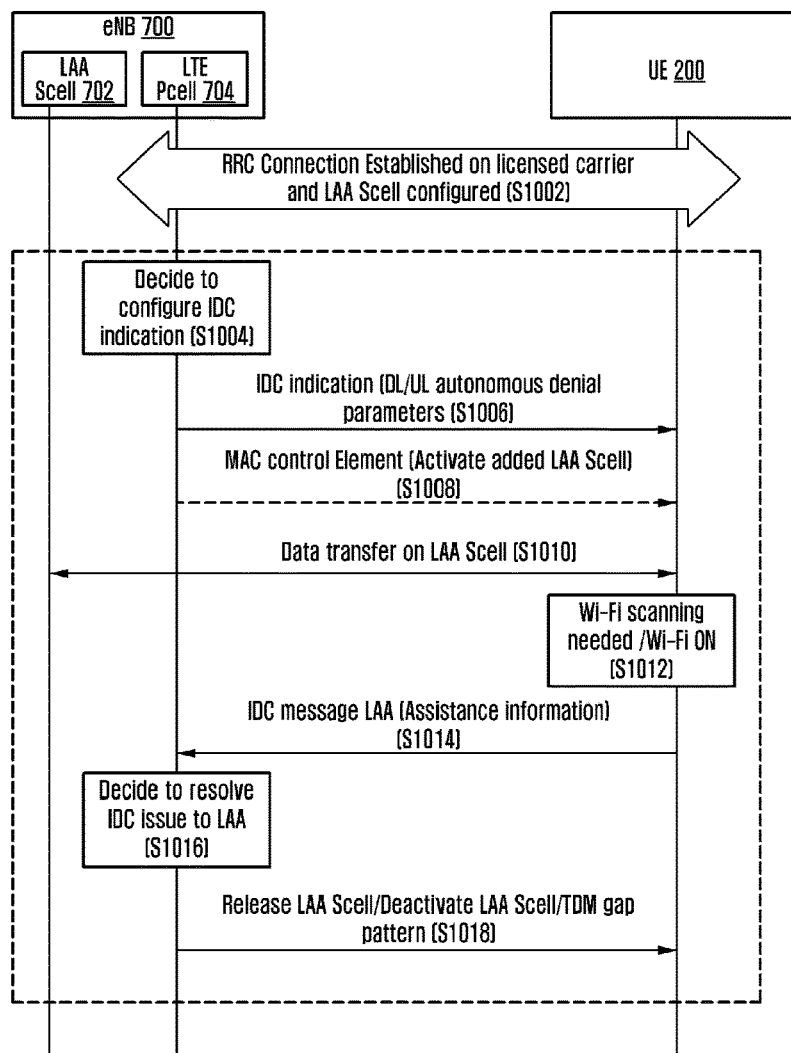 eNB 700
LAA
Scell 702
LTE
Pcell 704
UE 200
RRC Connection Established on licensed carrier
and LAA Scell configured (S1002)
Decide to
configure IDC
indication (S1004)
IDC indication (DL/UL autonomous denial
parameters (S1006)
MAC control Element (Activate added LAA Scell)
(S1008)
Data transfer on LAA Scell (S1010)
Wi-Fi scanning
needed /Wi-Fi ON
(S1012)
IDC message LAA (Assistance information)
(S1014)
Decide to resolve
IDC issue to LAA
(S1016)
Release LAA Scell/Deactivate LAA Scell/TDM gap
pattern (S1018)